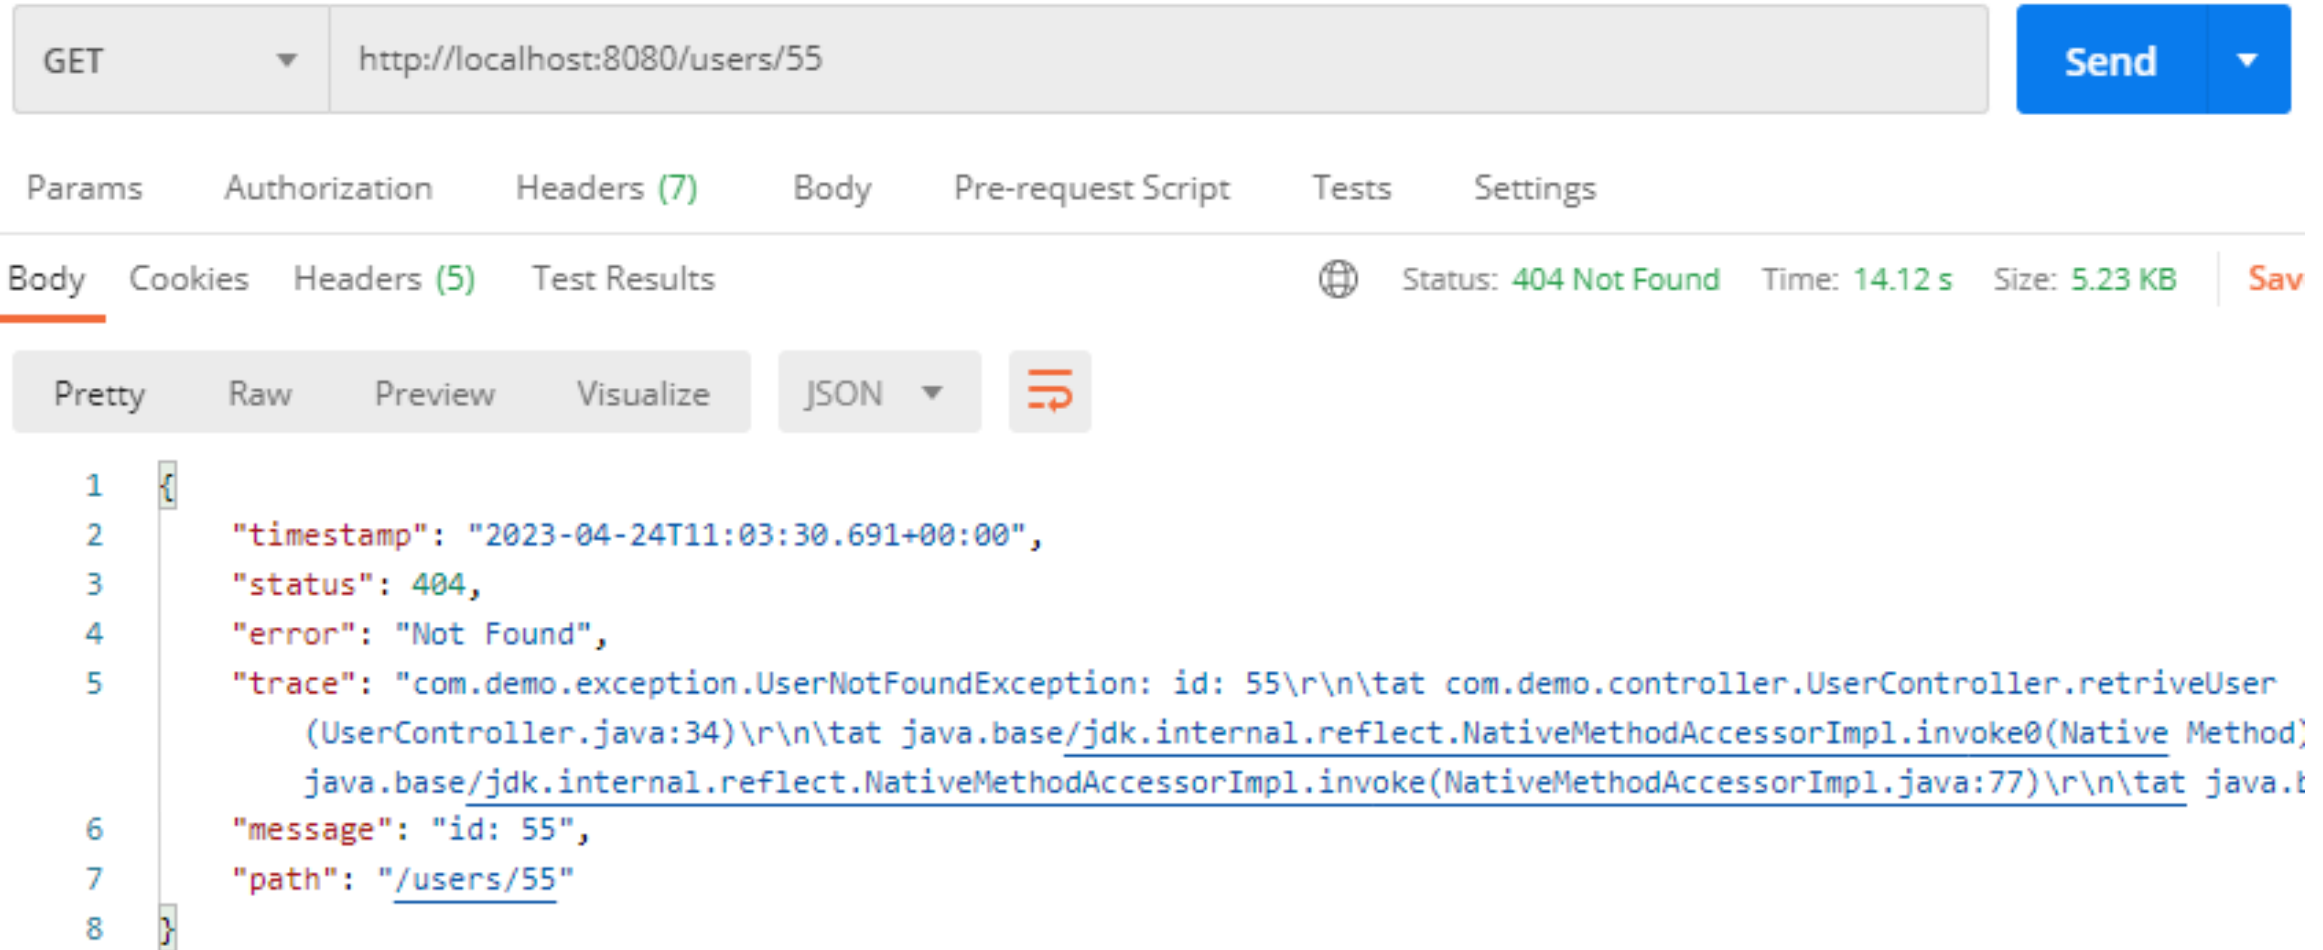 GET http://localhost:8080/users/55 Send
Params Authorization Headers (7) Body Pre-request Script Tests Settings
Body Cookies Headers (5) Test Results Status: 404 Not Found Time: 14.12 s Size: 5.23 KB Sav
Pretty Raw Preview Visualize JSON
1 {
2 "timestamp": "2023-04-24T11:03:30.691+00:00",
3 "status": 404,
4 "error": "Not Found",
5 "trace": "com.demo.exception.UserNotFoundException: id: 55\r\n\tat com.demo.controller.UserController.retriveUser
(UserController.java:34)\r\n\tat java.base/jdk.internal.reflect.NativeMethodAccessorImpl.invoke0(Native Method)
java.base/jdk.internal.reflect.NativeMethodAccessorImpl.invoke(NativeMethodAccessorImpl.java:77)\r\n\tat java.b
6 "message": "id: 55",
7 "path": "/users/55"
8 }